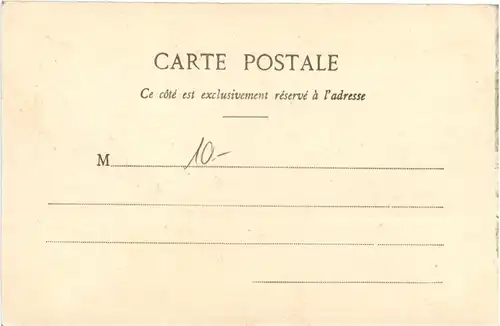 CARTE POSTALE
Ce côté est exclusivement réservé à l'adresse
M 10.-